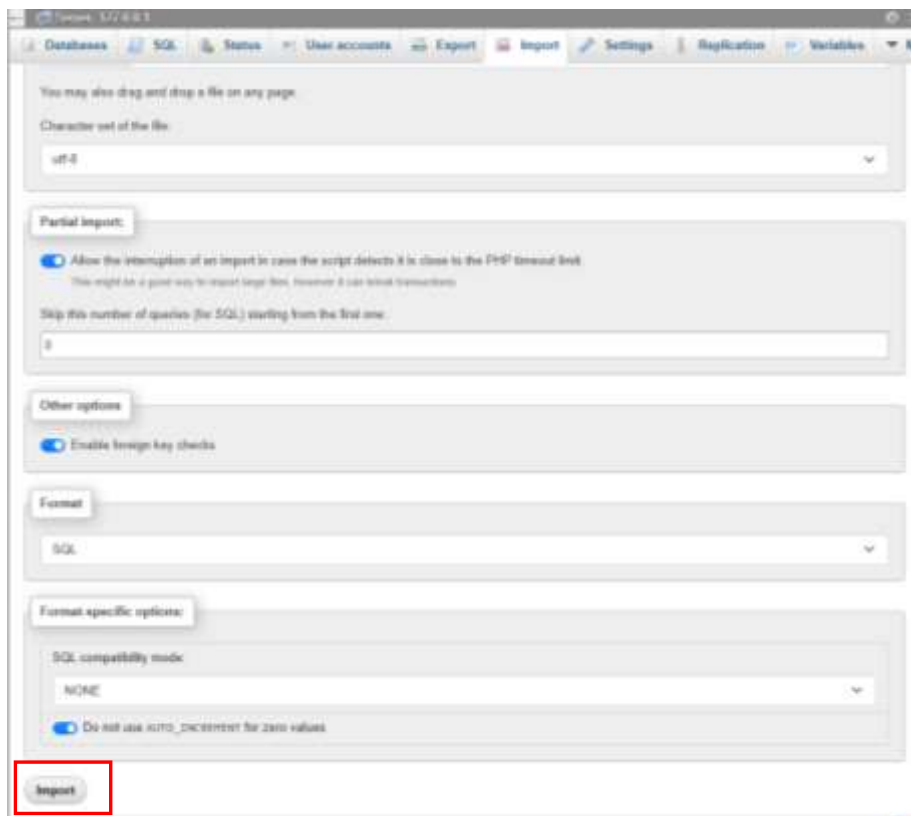 Server: 127.0.0.1
Databases SQL Status User accounts Export Import Settings Replication Variables
You may also drag and drop a file on any page.
Character set of the file:
utf-8
Partial import:
Allow the interruption of an import in case the script detects it is close to the PHP timeout limit.
This might be a good way to import large files, however it can break transactions.
Skip this number of queries (for SQL) starting from the first one:
0
Other options
Enable foreign key checks
Format
SQL
Format-specific options:
SQL compatibility mode:
NONE
Do not use AUTO_INCREMENT for zero values
Import